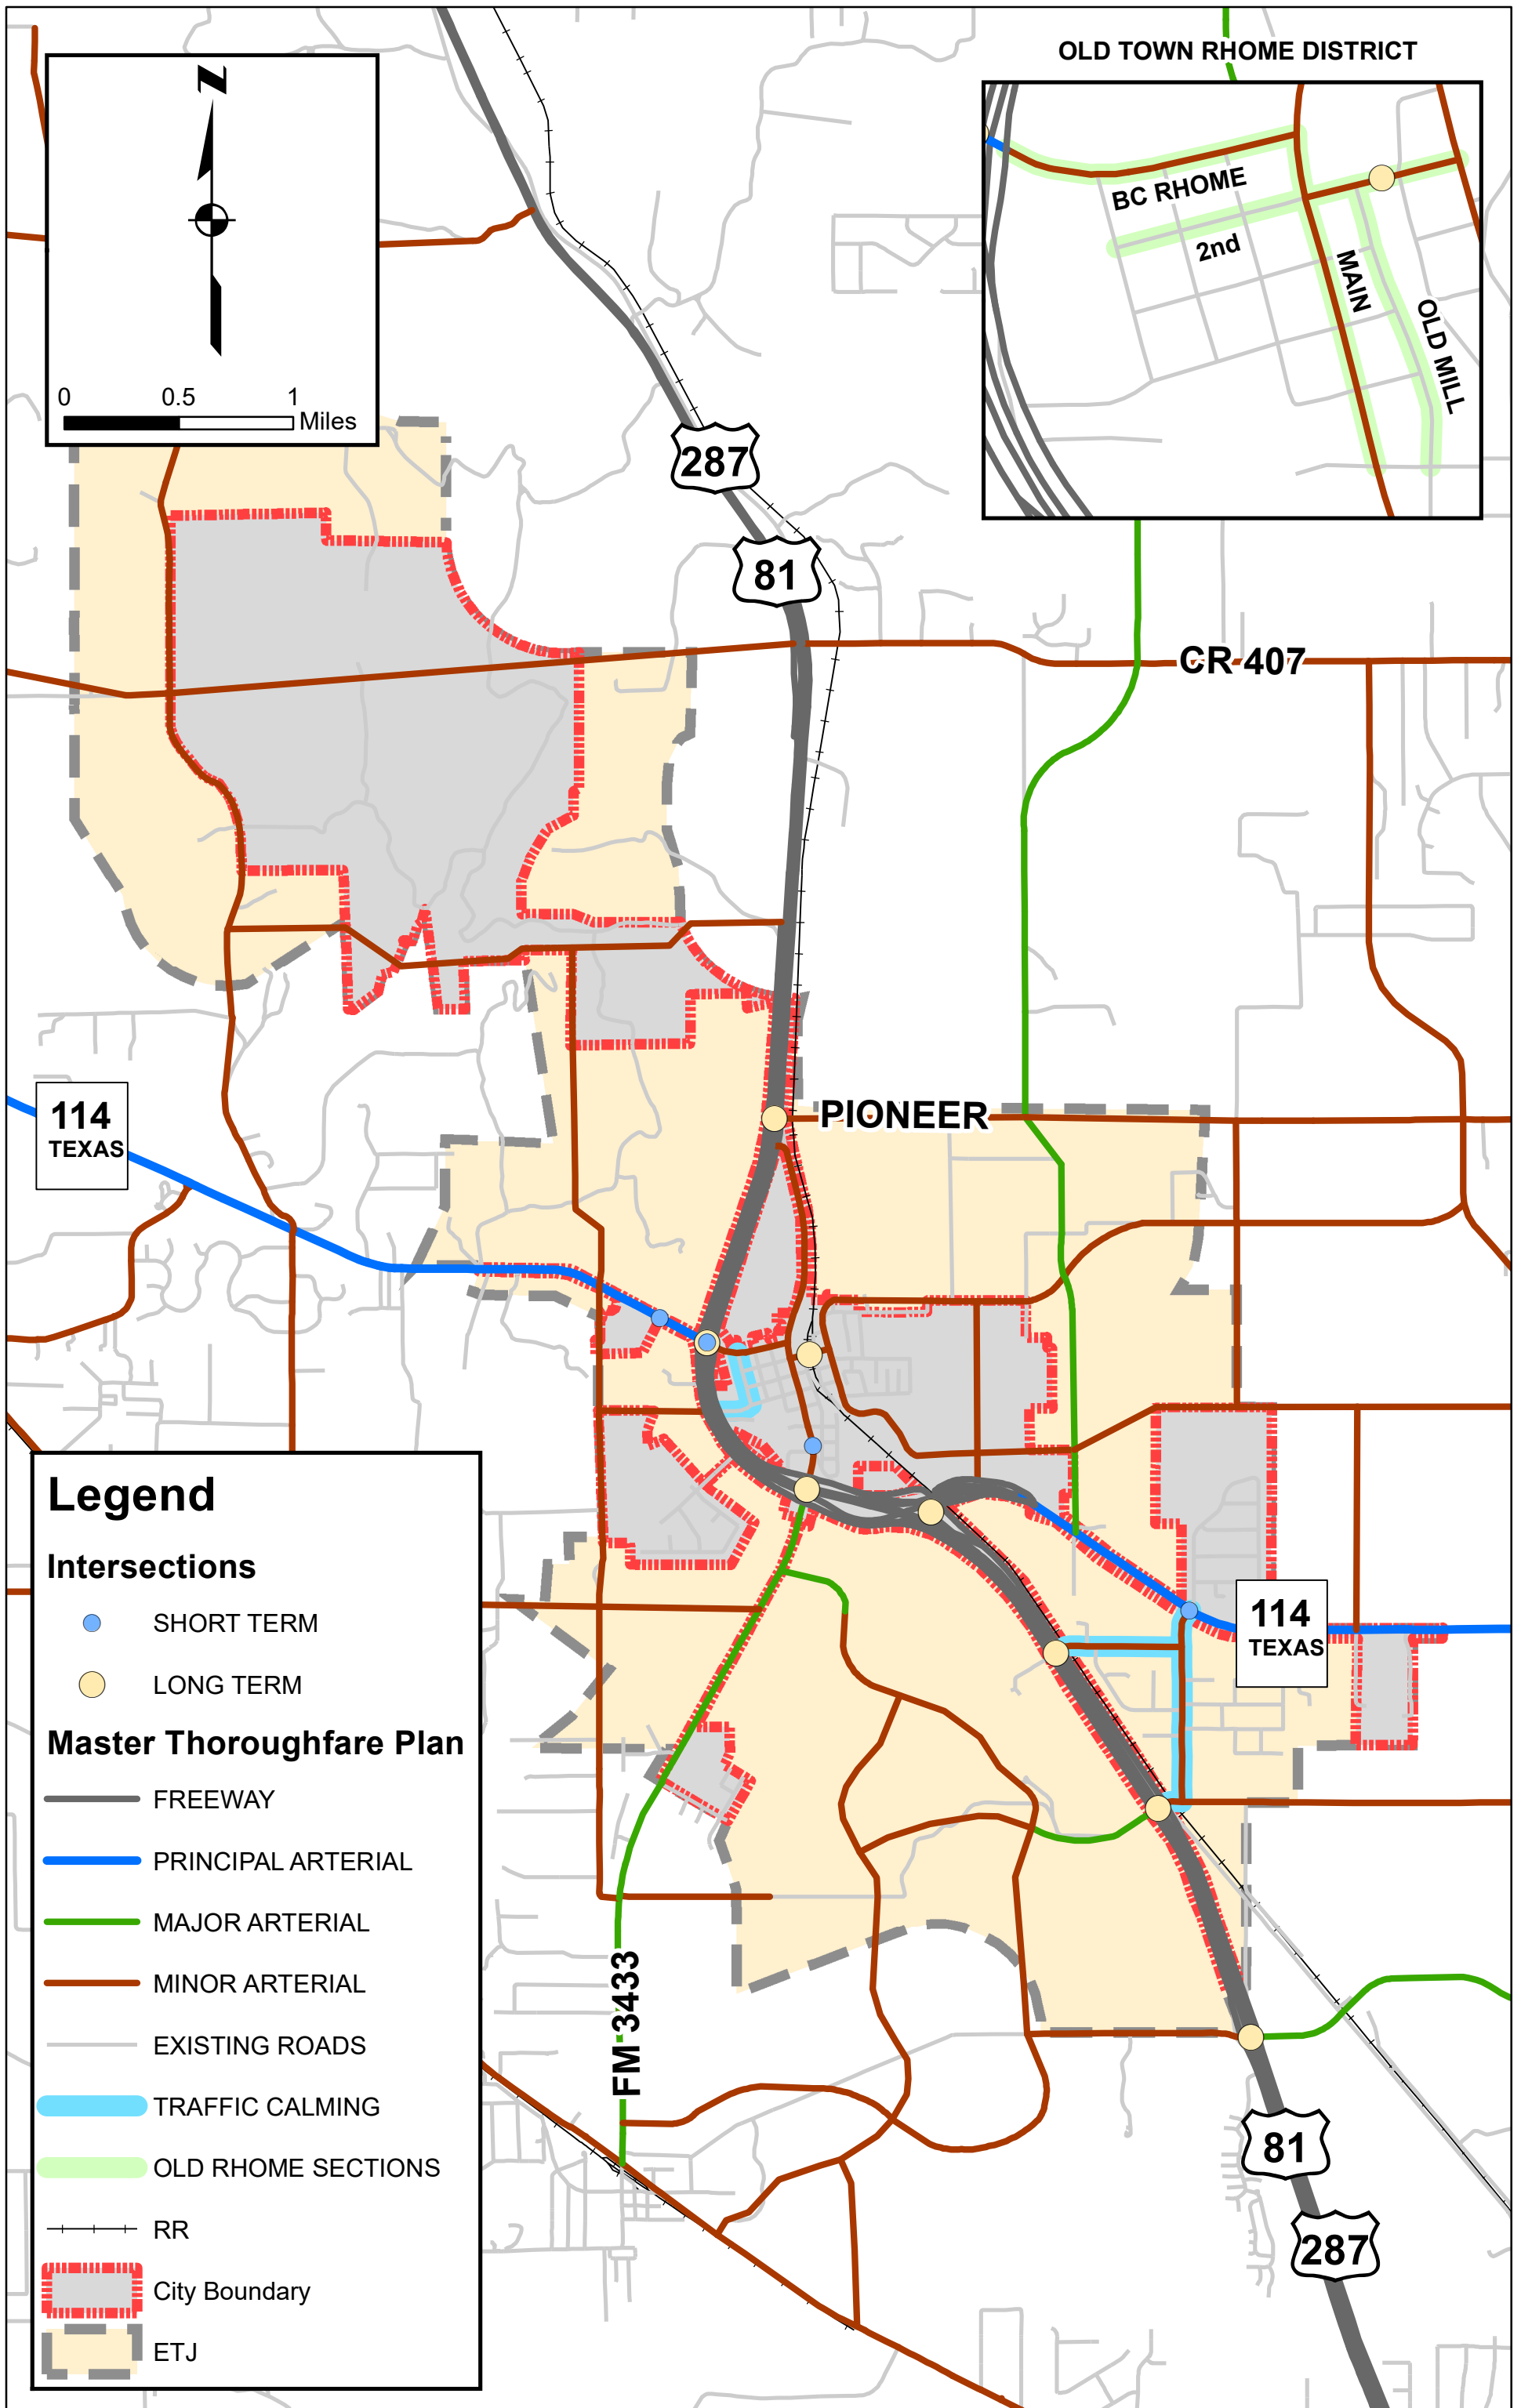 OLD TOWN RHOME DISTRICT
N
0 0.5 1
Miles
BC RHOME
2nd
MAIN
OLD MILL
287
81
CR 407
PIONEER
114
TEXAS
114
TEXAS
FM 3433
81
287
Legend
Intersections
SHORT TERM
LONG TERM
Master Thoroughfare Plan
FREEWAY
PRINCIPAL ARTERIAL
MAJOR ARTERIAL
MINOR ARTERIAL
EXISTING ROADS
TRAFFIC CALMING
OLD RHOME SECTIONS
RR
City Boundary
ETJ